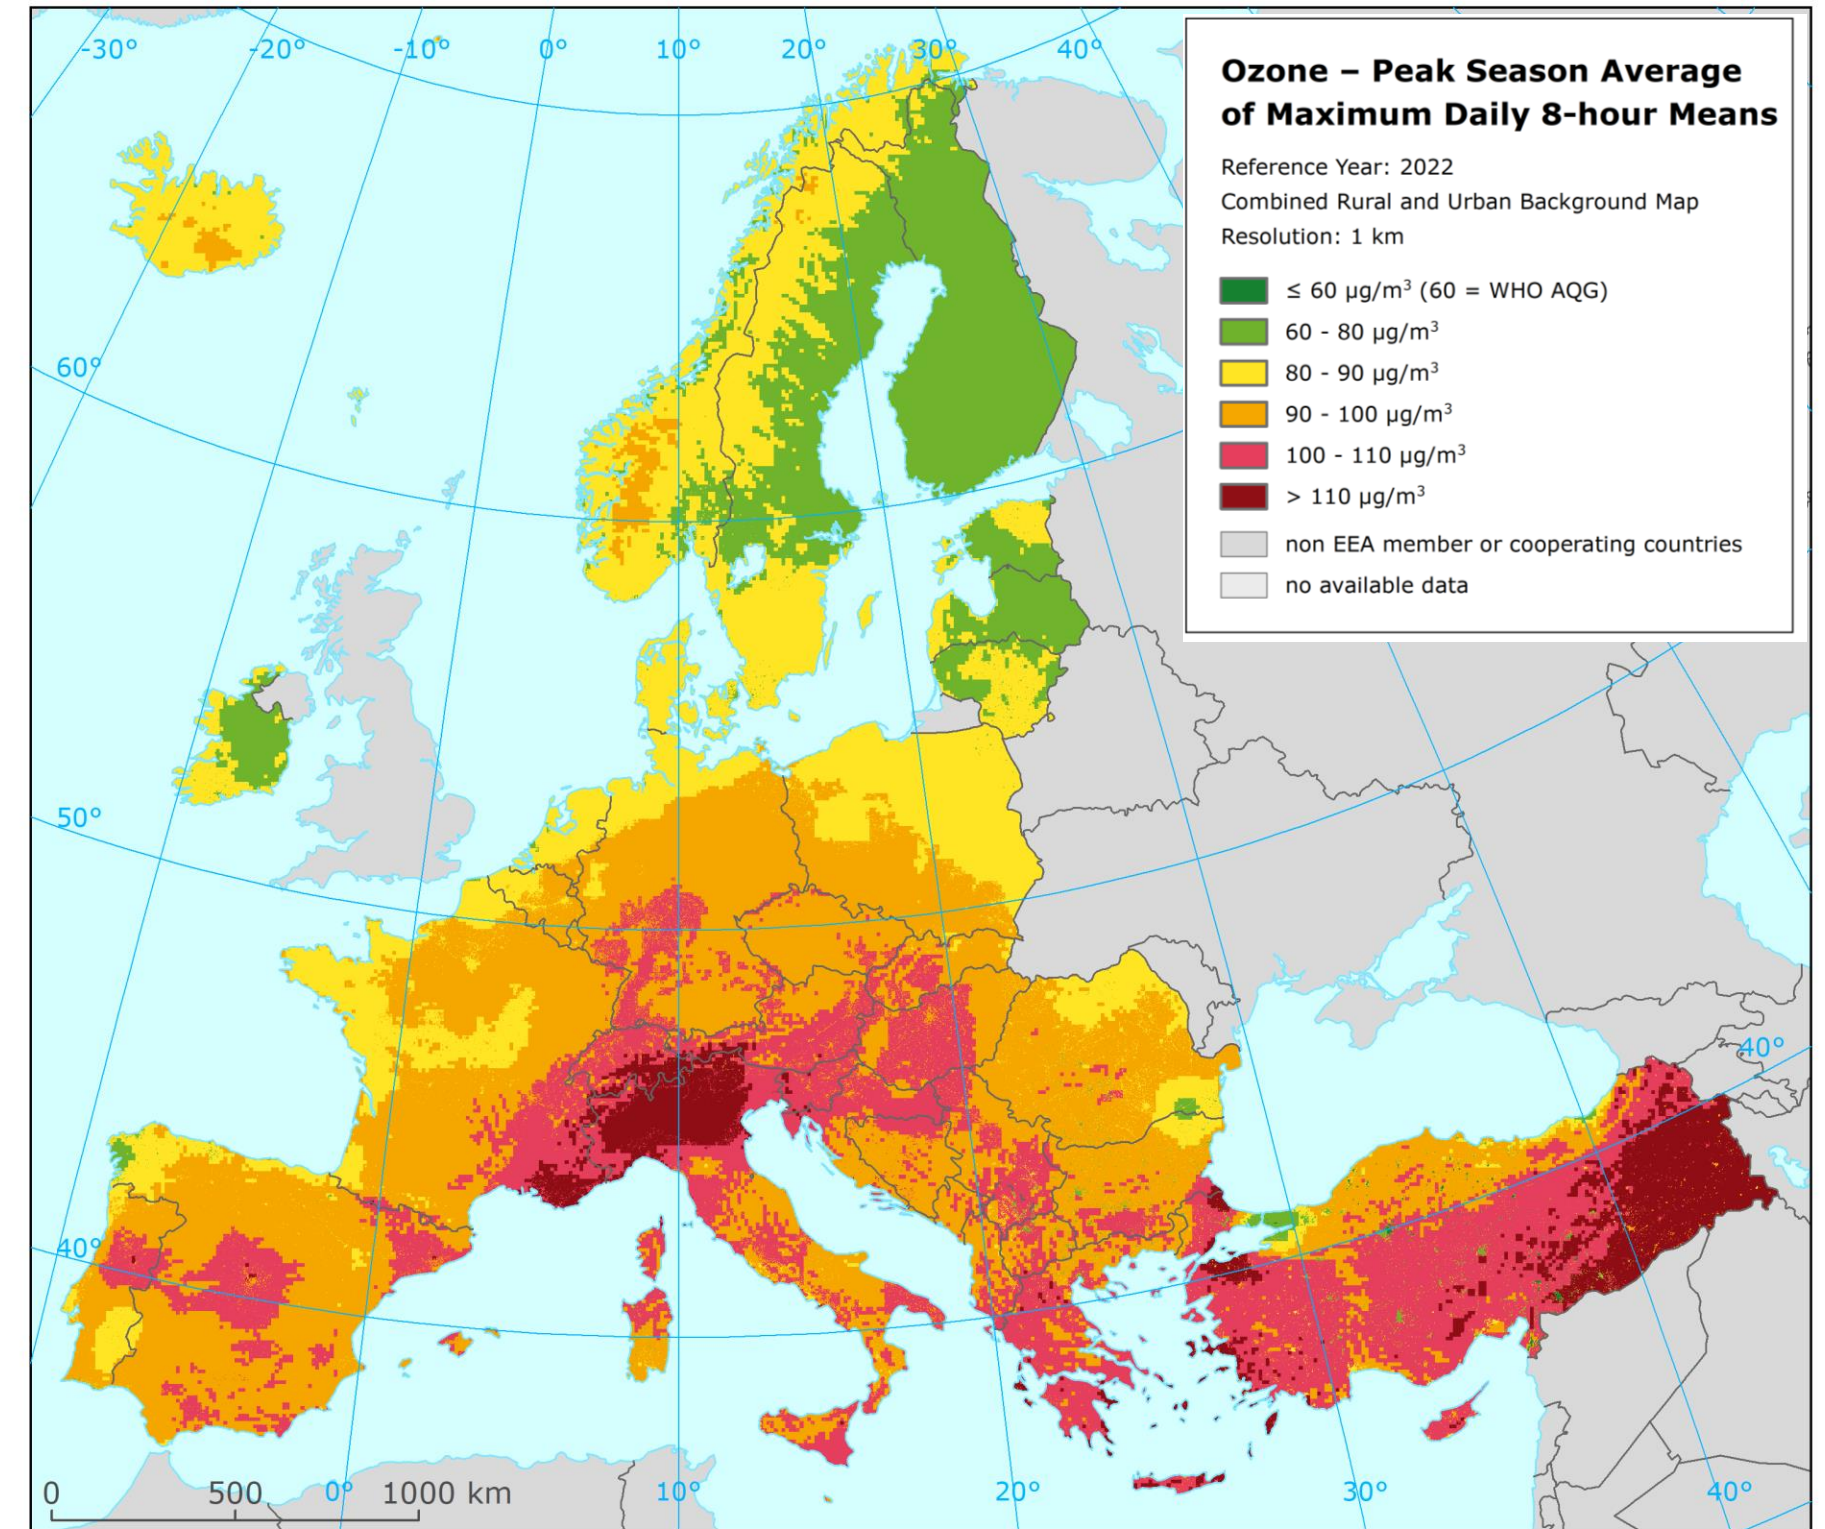 -30°
-20°
-10°
0°
10°
20°
30°
40°
Ozone – Peak Season Average
of Maximum Daily 8-hour Means
Reference Year: 2022
Combined Rural and Urban Background Map
Resolution: 1 km
≤ 60 µg/m³ (60 = WHO AQG)
60 - 80 µg/m³
80 - 90 µg/m³
90 - 100 µg/m³
100 - 110 µg/m³
> 110 µg/m³
non EEA member or cooperating countries
no available data
60°
50°
40°
40°
0 500 1000 km
0°
10°
20°
30°
40°